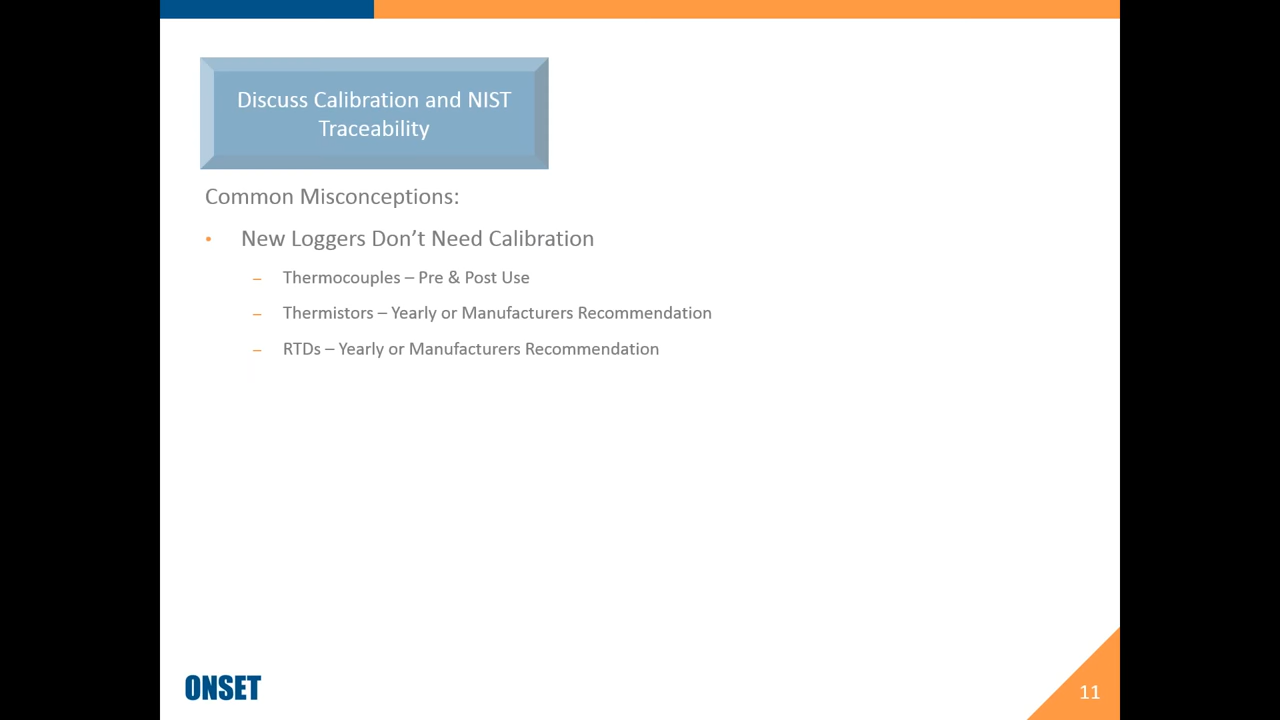 Discuss Calibration and NIST
Traceability
Common Misconceptions:
• New Loggers Don’t Need Calibration
– Thermocouples – Pre & Post Use
– Thermistors – Yearly or Manufacturers Recommendation
– RTDs – Yearly or Manufacturers Recommendation
ONSET
11